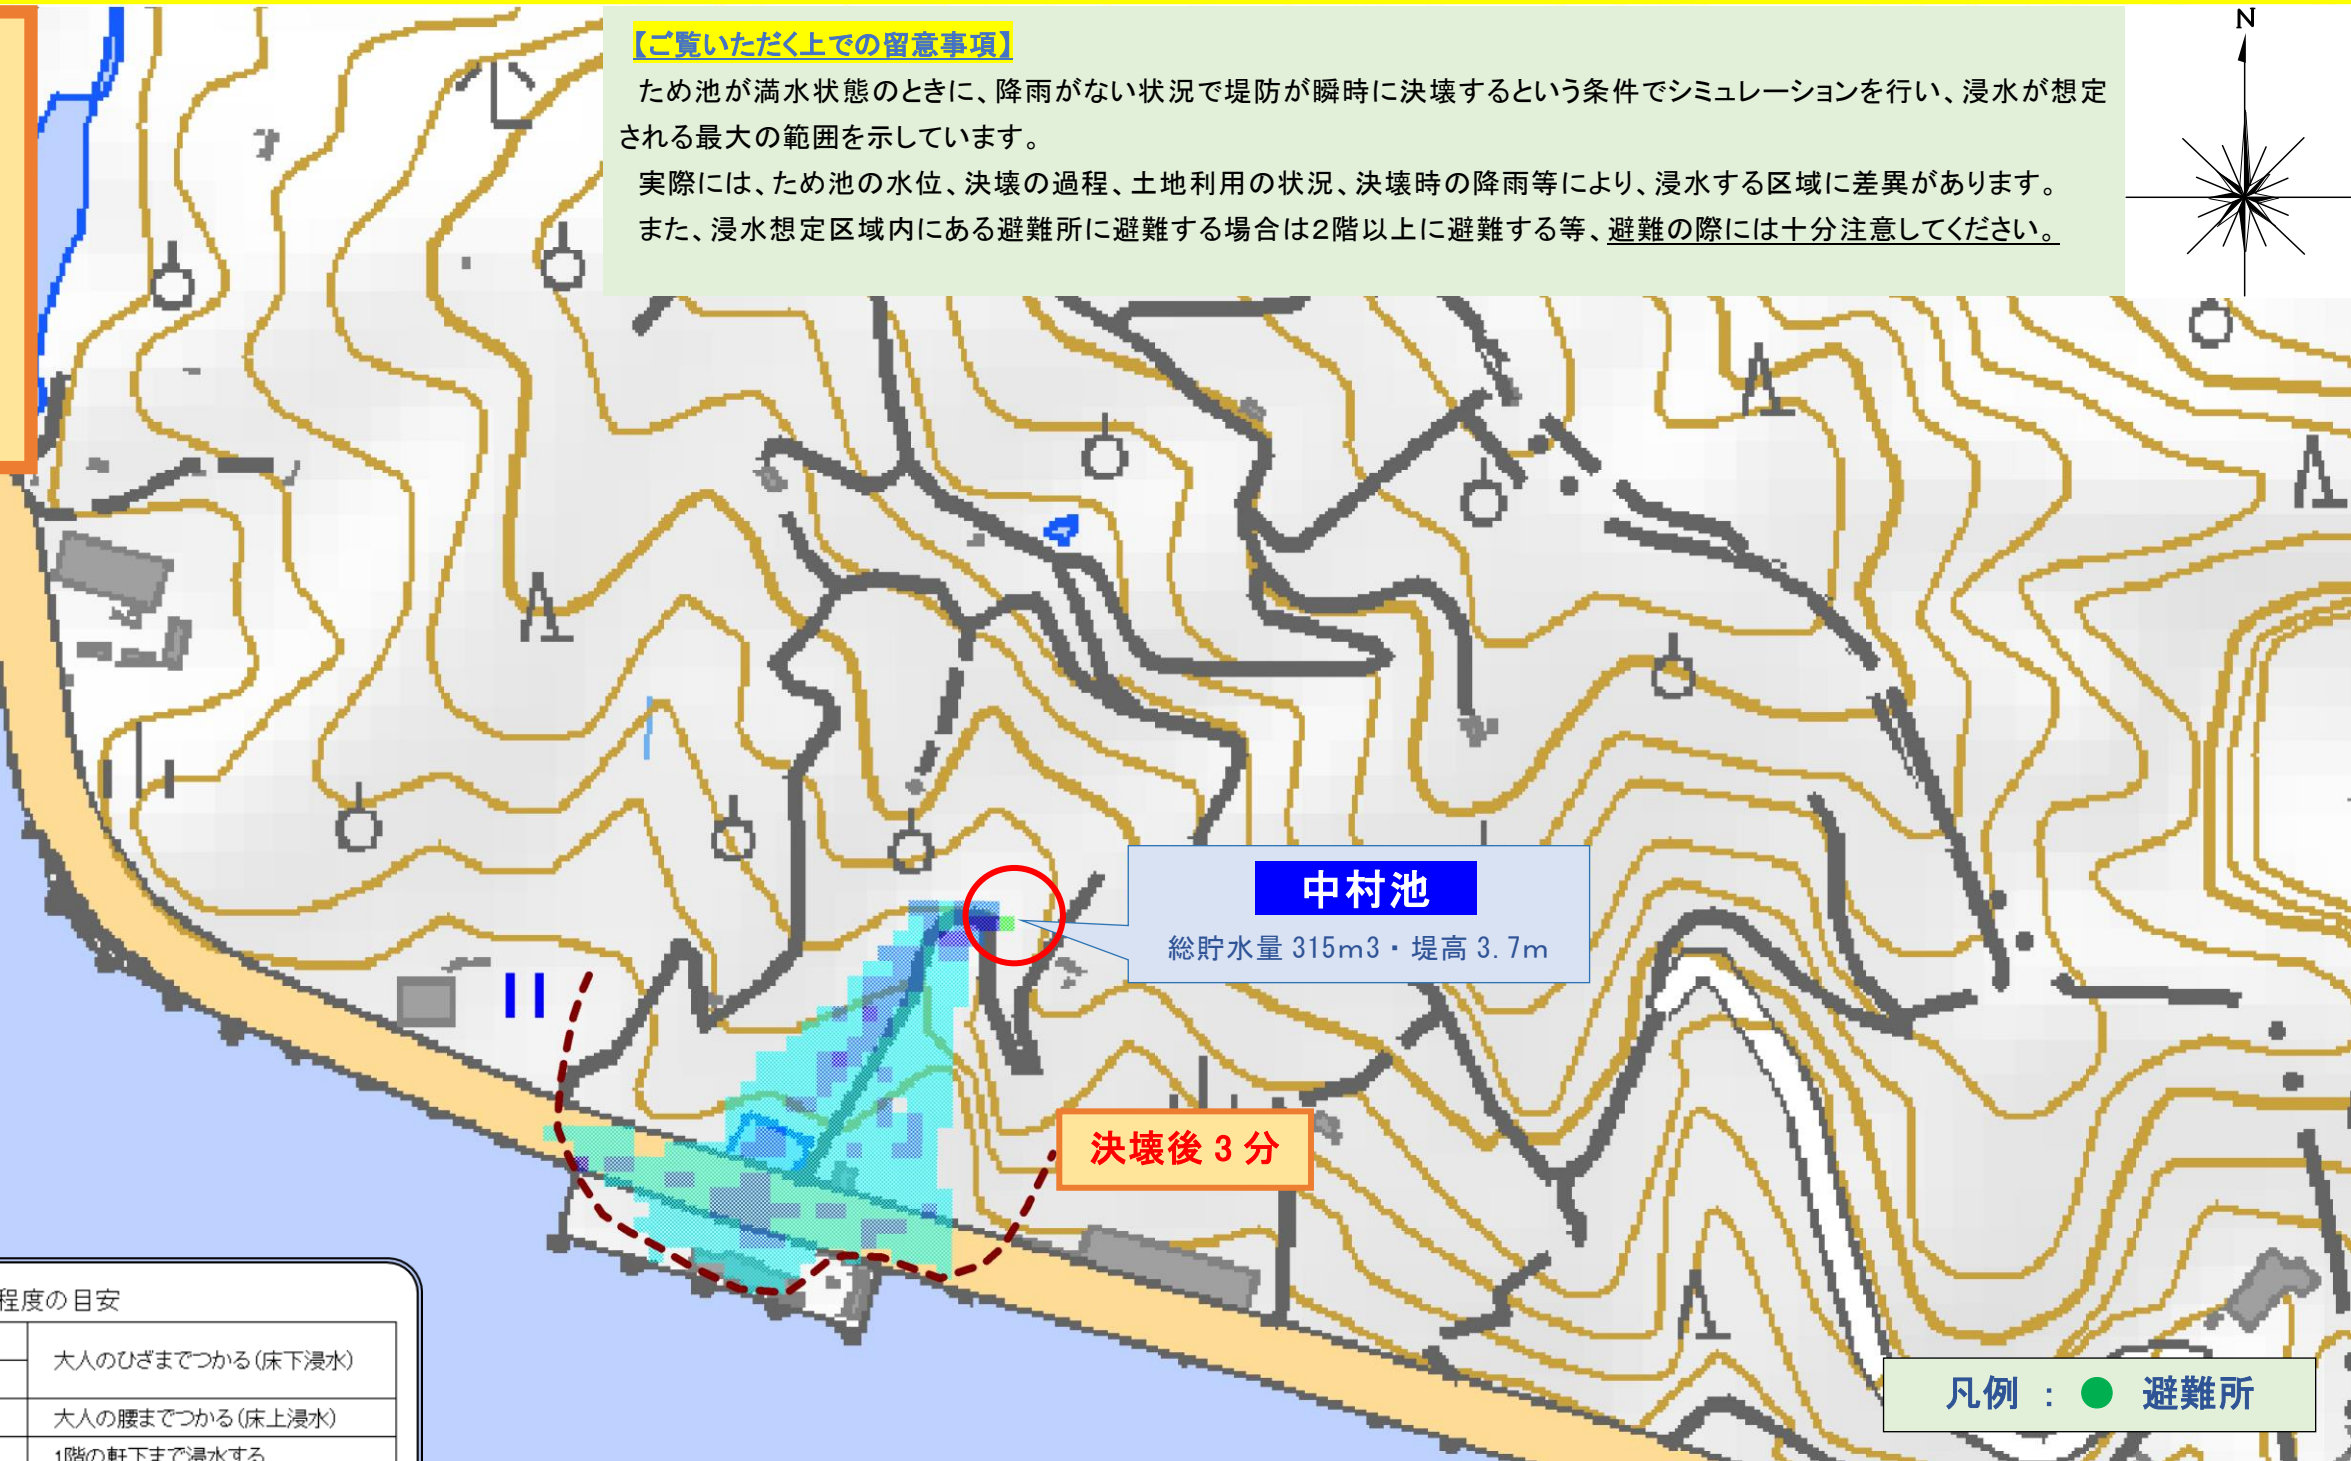 【ご覧いただく上での留意事項】
ため池が満水状態のときに、降雨がない状況で堤防が瞬時に決壊するという条件でシミュレーションを行い、浸水が想定
される最大の範囲を示しています。
実際には、ため池の水位、決壊の過程、土地利用の状況、決壊時の降雨等により、浸水する区域に差異があります。
また、浸水想定区域内にある避難所に避難する場合は2階以上に避難する等、避難の際には十分注意してください。
N
中村池
総貯水量 315m3・堤高 3.7m
決壊後 3 分
程度の目安
大人のひざまでつかる(床下浸水)
大人の腰までつかる(床上浸水)
1階の軒下まで浸水する
凡例 : ● 避難所